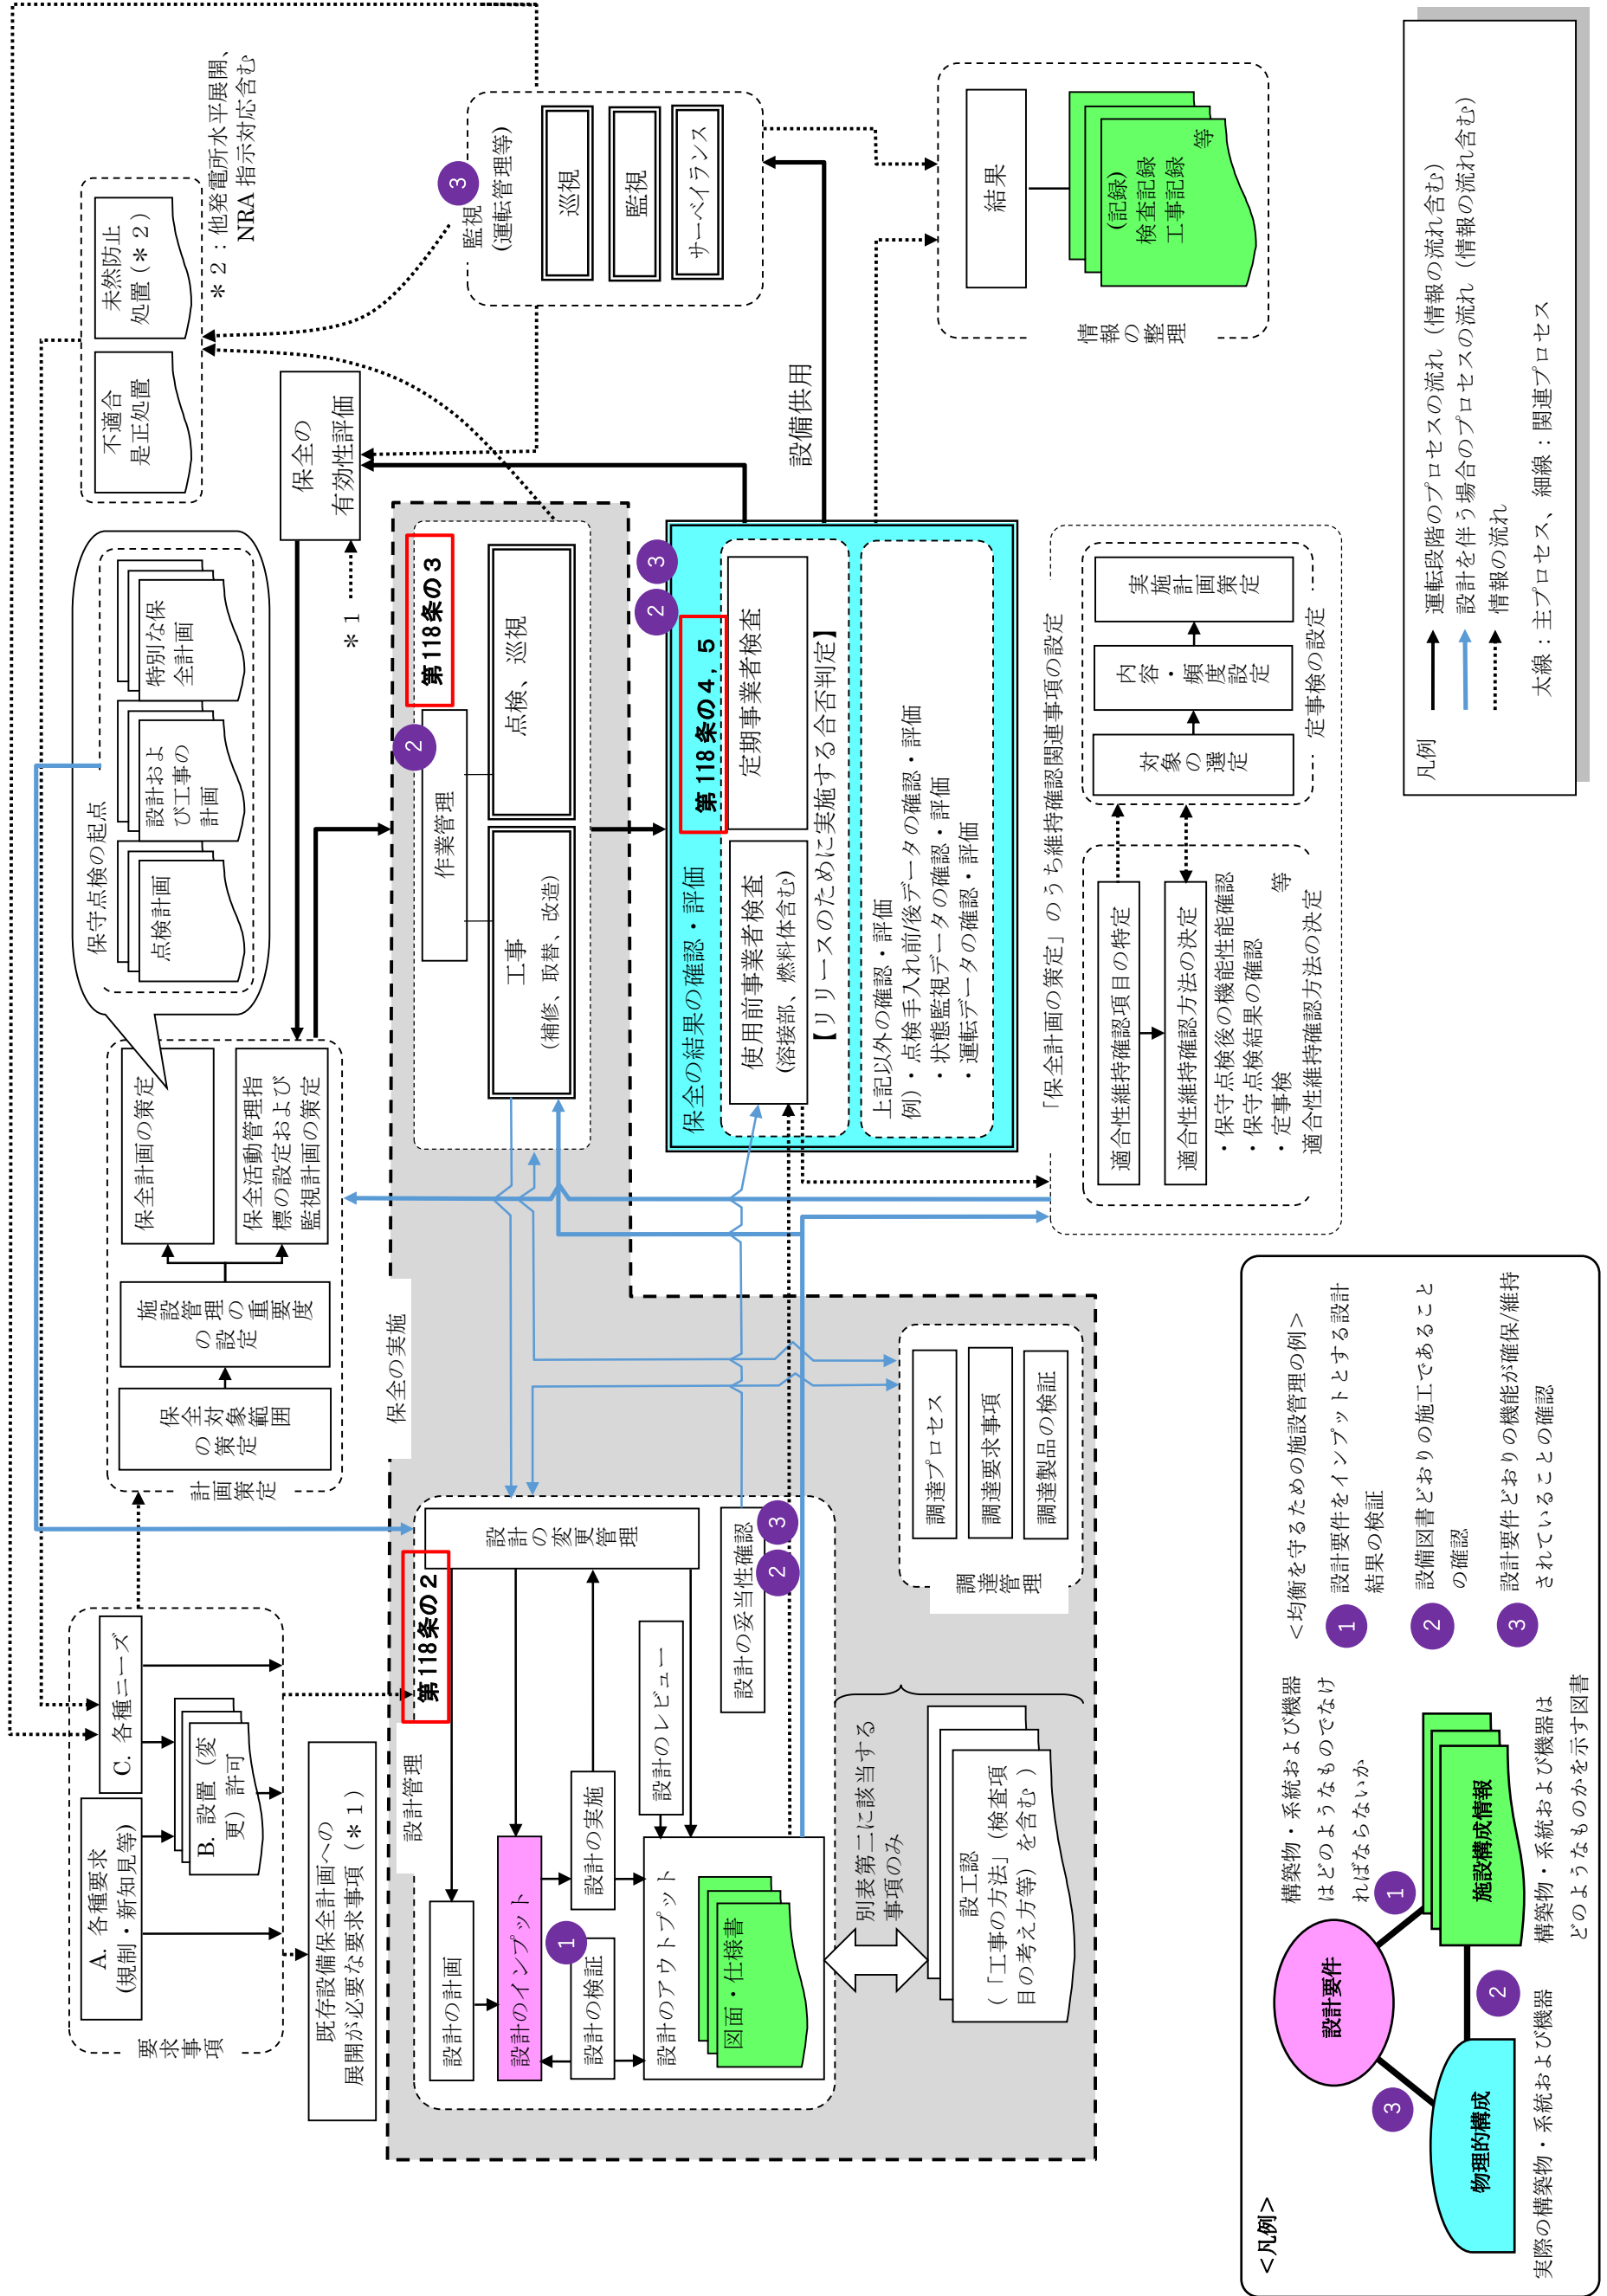 要求事項
A. 各種要求
(規制・新知見等)
C. 各種ニーズ
B. 設置（変
更）許可
既存設備保全計画への
展開が必要な要求事項（＊１）
計画策定
保全対象範囲
の策定
施設管理の重要度
の設定
保全計画の策定
保全活動管理指
標の設定および
監視計画の策定
保守点検の起点
点検計画
設計およ
び工事の
計画
特別な保
全計画
不適合
是正処置
未然防止
処置（＊２）
＊２：他発電所水平展開、
NRA 指示対応含む
保全の
有効性評価
＊１
保全の実施
設計管理
第118条の２
設計の変更管理
設計の計画
設計のインプット
設計の実施
1
設計の検証
設計のレビュー
設計のアウトプット
図面・仕様書
設計の妥当性確認
2
3
別表第二に該当する
事項のみ
設工認
（「工事の方法」（検査項
目の考え方等）を含む）
調達管理
調達プロセス
調達要求事項
調達製品の検証
作業管理
2
第118条の３
工事
(補修、取替、改造)
点検、巡視
保全の結果の確認・評価
第118条の４，５
2
3
使用前事業者検査
(溶接部、燃料体含む)
定期事業者検査
【リリースのために実施する合否判定】
上記以外の確認・評価
例）・点検手入れ前/後データの確認・評価
・状態監視データの確認・評価
・運転データの確認・評価
設備供用
3
監視
(運転管理等)
巡視
監視
サーベイランス
情報の整理
結果
(記録)
検査記録
工事記録
等
「保全計画の策定」のうち維持確認関連事項の設定
適合性維持確認項目の特定
適合性維持確認方法の決定
・保守点検後の機能性能確認
・保守点検結果の確認
・定事検
等
適合性維持確認方法の決定
対象の選定
内容・頻度設定
実施計画策定
定事検の設定
凡例
運転段階のプロセスの流れ（情報の流れ含む）
設計を伴う場合のプロセスの流れ（情報の流れ含む）
情報の流れ
太線：主プロセス、細線：関連プロセス
＜凡例＞
設計要件
構築物・系統および機器
はどのようなものでなけ
ればならないか
1
3
2
物理的構成
施設構成情報
実際の構築物・系統および機器
構築物・系統および機器は
どのようなものかを示す図書
＜均衡を守るための施設管理の例＞
1
設計要件をインプットとする設計
結果の検証
2
設備図書どおりの施工であること
の確認
3
設計要件どおりの機能が確保/維持
されていることの確認